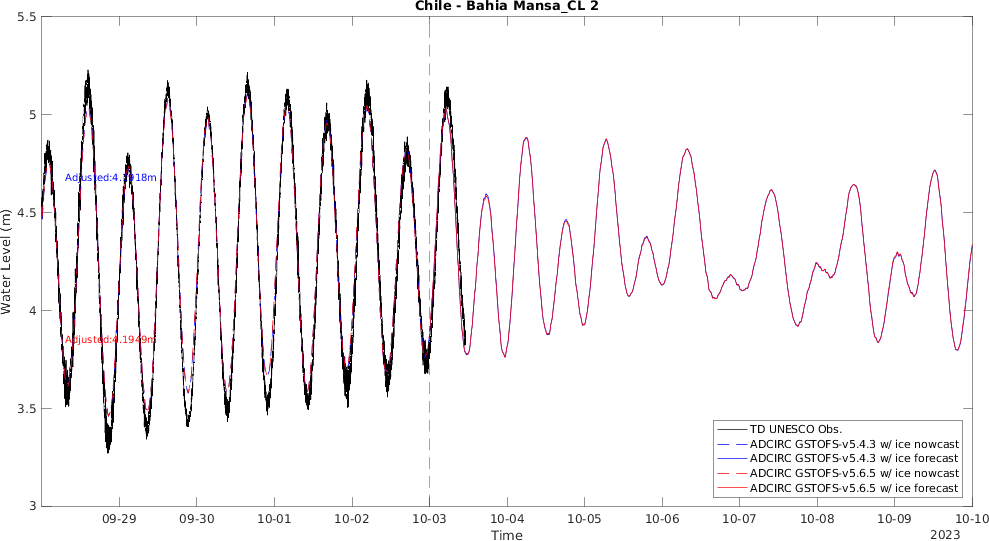 Chile - Bahia Mansa_CL 2
5.5
5
4.5
4
3.5
3
Water Level (m)
Adjusted:4.1918m
Adjusted:4.1949m
TD UNESCO Obs.
ADCIRC GSTOFS-v5.4.3 w/ ice nowcast
ADCIRC GSTOFS-v5.4.3 w/ ice forecast
ADCIRC GSTOFS-v5.6.5 w/ ice nowcast
ADCIRC GSTOFS-v5.6.5 w/ ice forecast
09-29 09-30 10-01 10-02 10-03 10-04 10-05 10-06 10-07 10-08 10-09 10-10
Time
2023